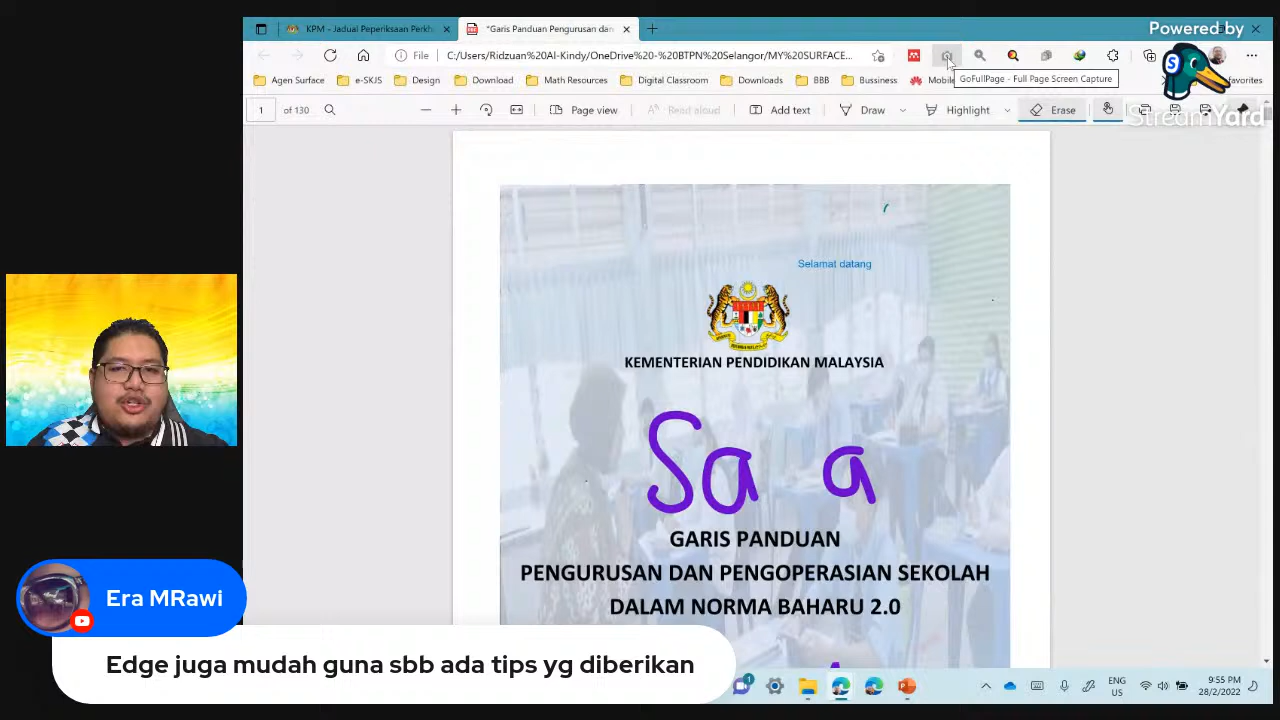 KPM - Jadual Peperiksaan Perkh
"Garis Panduan Pengurusan dan
Powered by
StreamYard
File
C:/Users/Ridzuan%20Al-Kindy/OneDrive%20-%20BTPN%20Selangor/MY%20SURFACE...
GoFullPage - Full Page Screen Capture
Agen Surface
e-SKJS
Design
Download
Math Resources
Digital Classroom
Downloads
BBB
Bussiness
Mobile
favorites
1
of 130
Page view
Read aloud
Add text
Draw
Highlight
Erase
Selamat datang
KEMENTERIAN PENDIDIKAN MALAYSIA
Sa a
GARIS PANDUAN
PENGURUSAN DAN PENGOPERASIAN SEKOLAH
DALAM NORMA BAHARU 2.0
Era MRawi
Edge juga mudah guna sbb ada tips yg diberikan
1
ENG
US
9:55 PM
28/2/2022